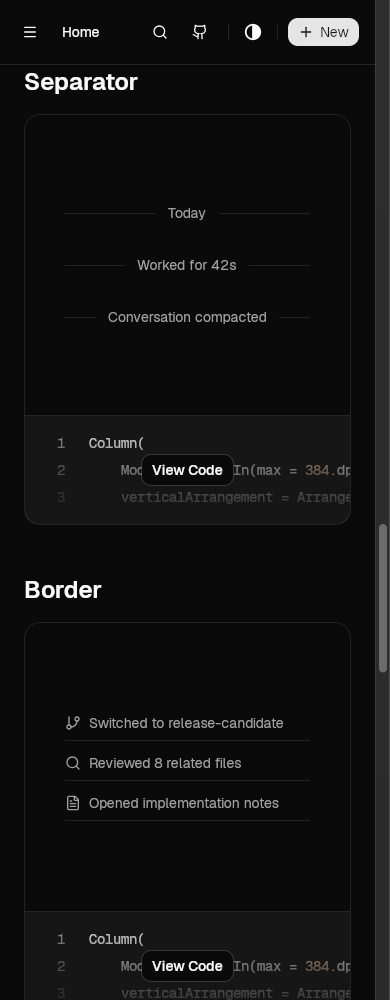 Home
New
Separator
Today
Worked for 42s
Conversation compacted
1 Column(
2 Mod View Code In(max = 384.dp
3 verticalArrangement = Arrange
Border
Switched to release-candidate
Reviewed 8 related files
Opened implementation notes
1 Column(
2 Mod View Code In(max = 384.dp
3 verticalArrangement = Arrange